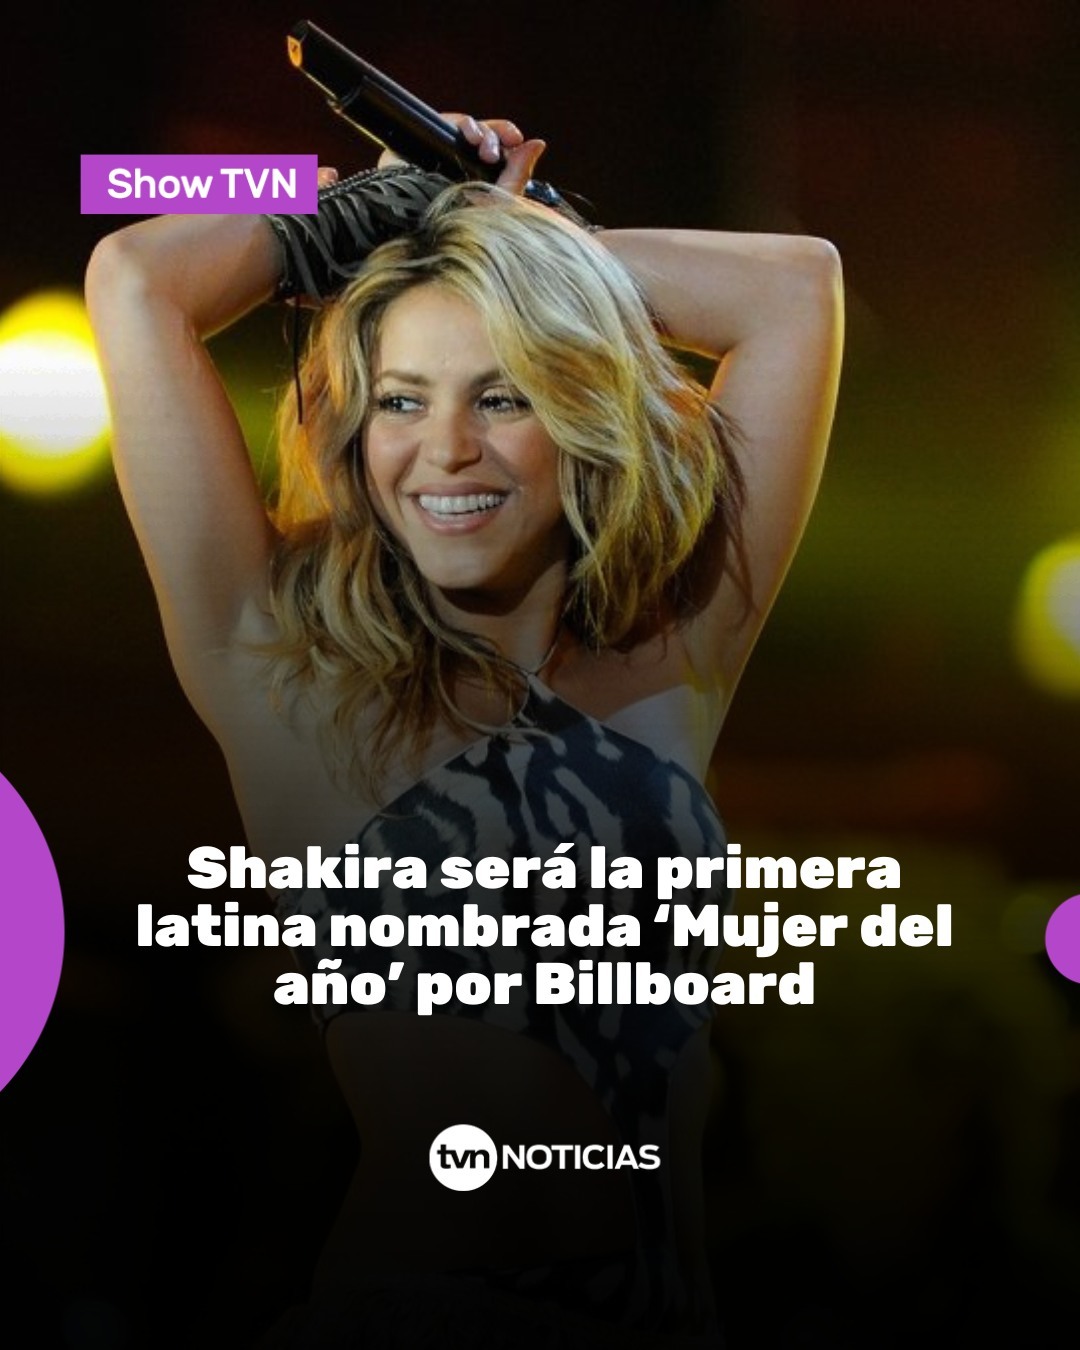 Show TVN
Shakira será la primera
latina nombrada ‘Mujer del
año’ por Billboard
tvn NOTICIAS